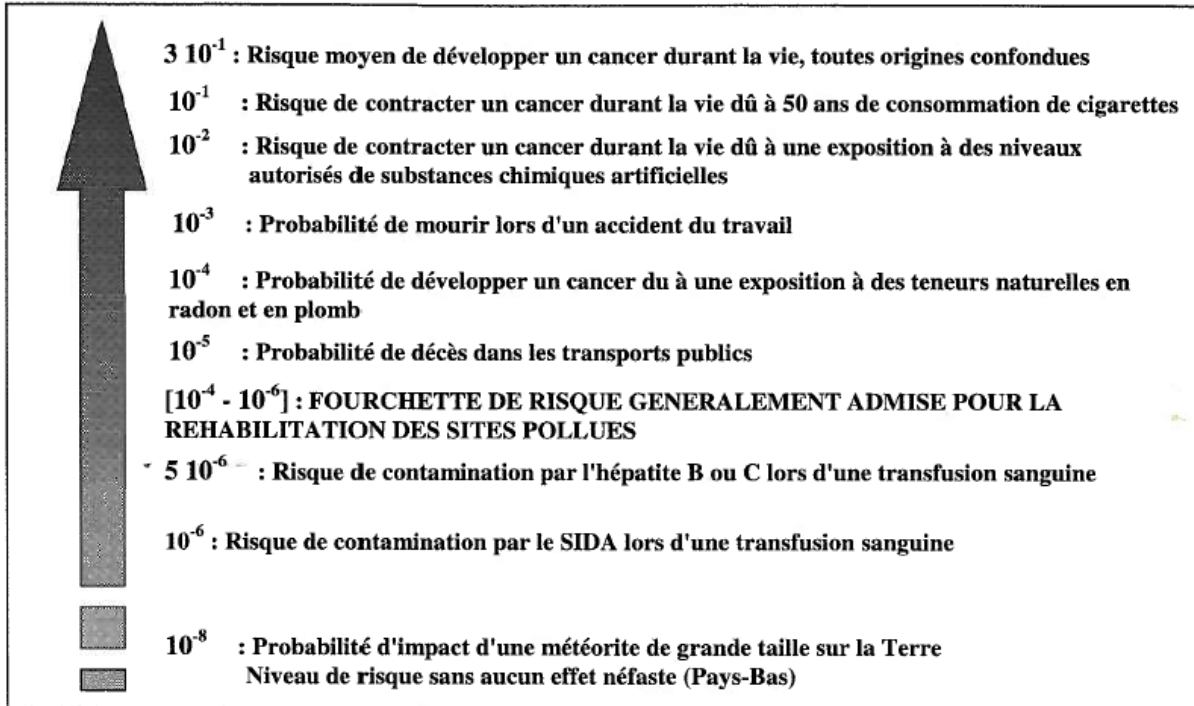 3 10⁻¹ : Risque moyen de développer un cancer durant la vie, toutes origines confondues
10⁻¹ : Risque de contracter un cancer durant la vie dû à 50 ans de consommation de cigarettes
10⁻² : Risque de contracter un cancer durant la vie dû à une exposition à des niveaux
autorisés de substances chimiques artificielles
10⁻³ : Probabilité de mourir lors d'un accident du travail
10⁻⁴ : Probabilité de développer un cancer du à une exposition à des teneurs naturelles en
radon et en plomb
10⁻⁵ : Probabilité de décès dans les transports publics
[10⁻⁴ - 10⁻⁶] : FOURCHETTE DE RISQUE GENERALEMENT ADMISE POUR LA
REHABILITATION DES SITES POLLUES
5 10⁻⁶ : Risque de contamination par l'hépatite B ou C lors d'une transfusion sanguine
10⁻⁶ : Risque de contamination par le SIDA lors d'une transfusion sanguine
10⁻⁸ : Probabilité d'impact d'une météorite de grande taille sur la Terre
Niveau de risque sans aucun effet néfaste (Pays-Bas)